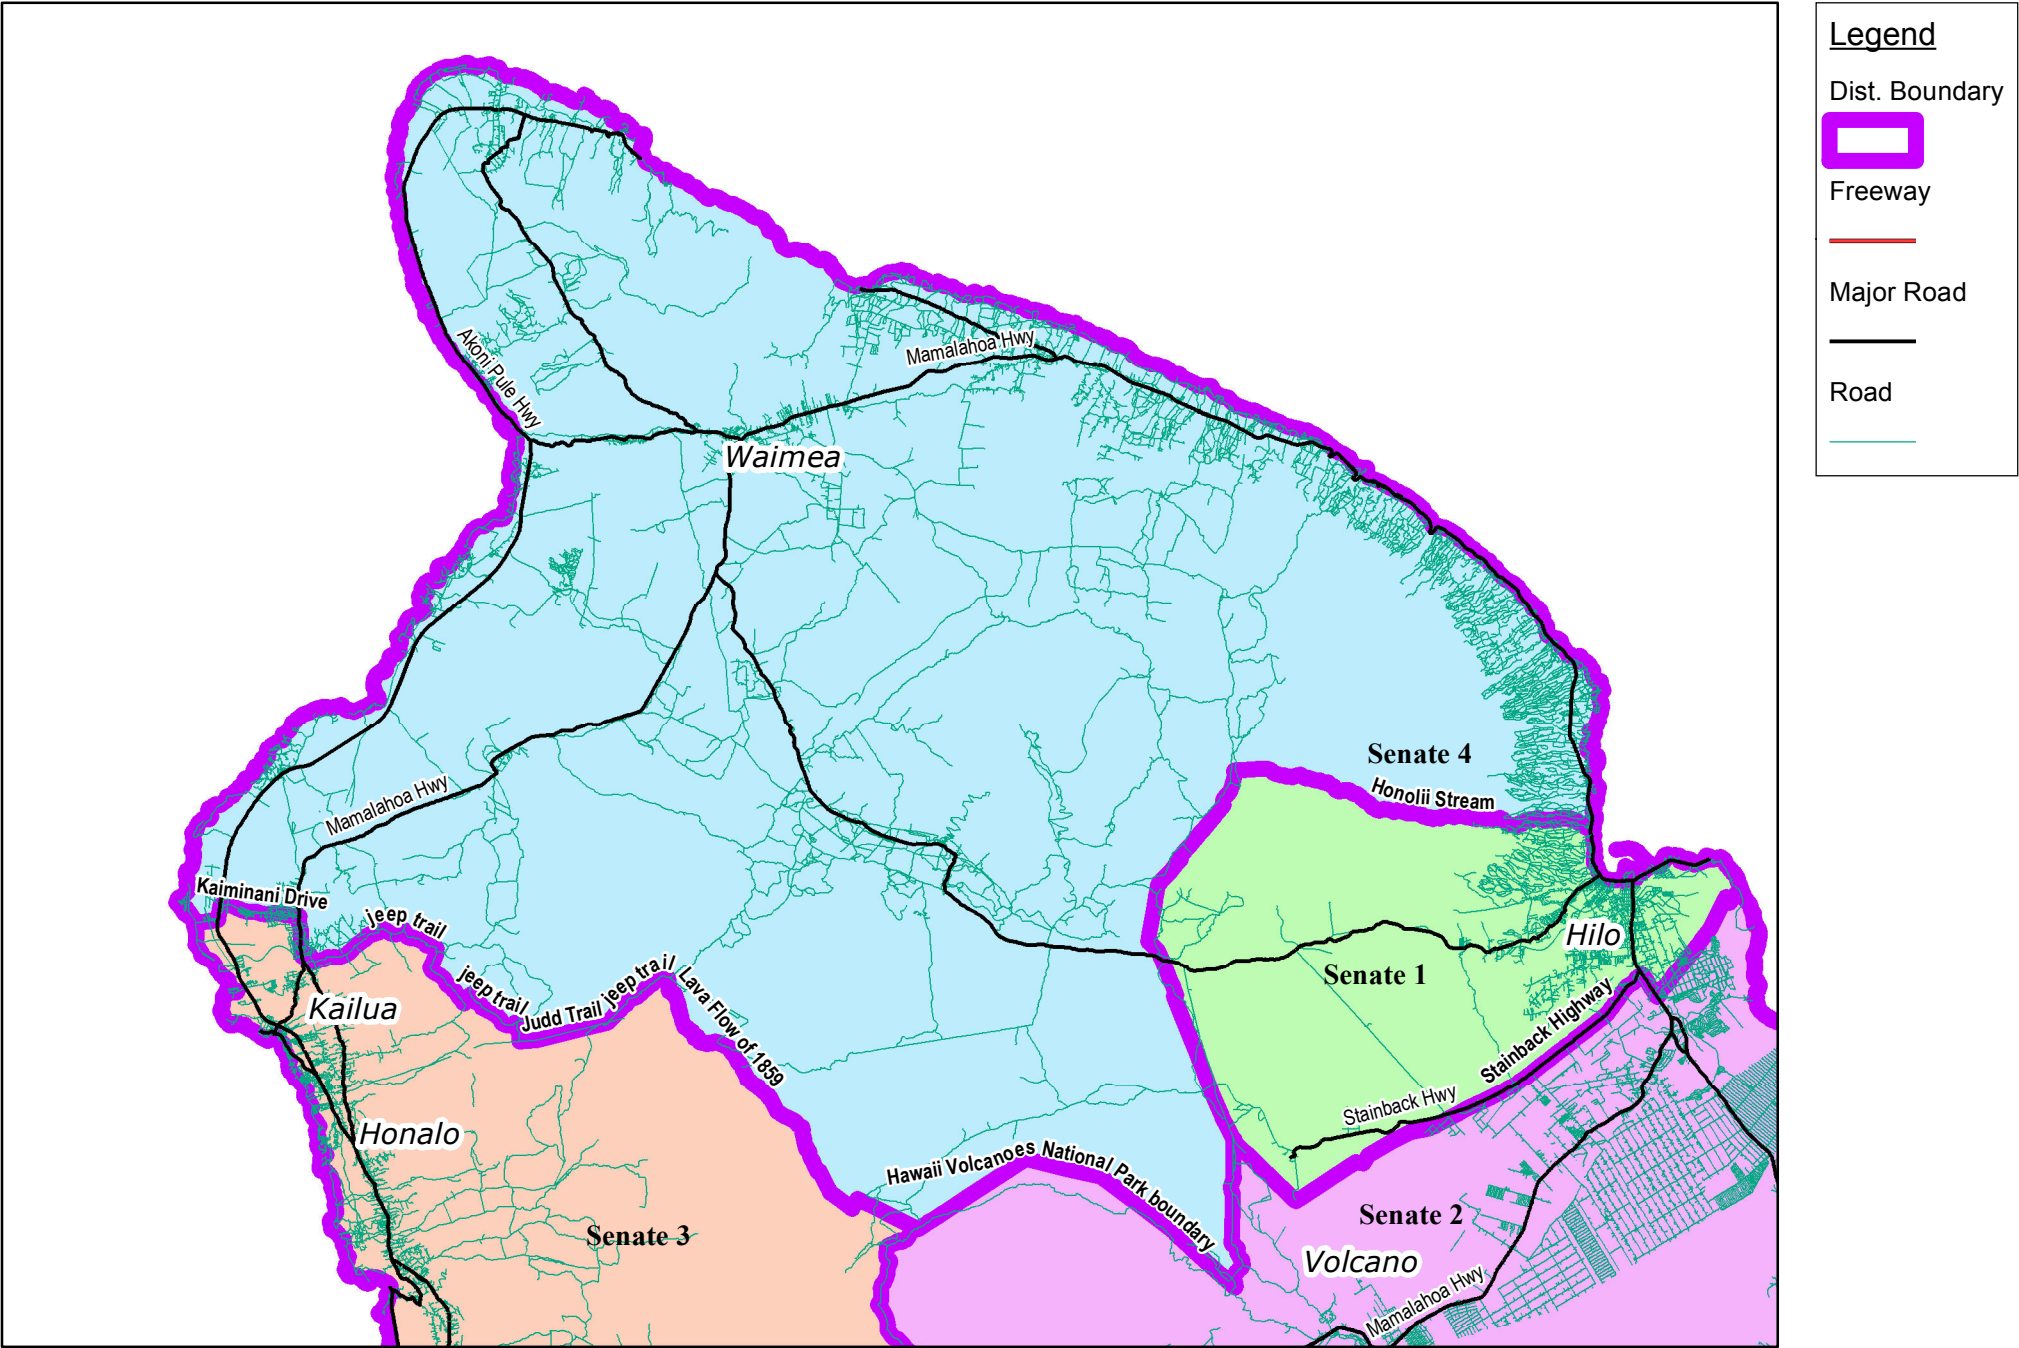 Legend
Dist. Boundary
Freeway
Major Road
Road
Akoni Pule Hwy
Mamalahoa Hwy
Waimea
Senate 4
Honolii Stream
Mamalahoa Hwy
Kaiminani Drive
jeep trail
jeep trail
Judd Trail
jeep trail
Lava Flow of 1859
Hilo
Senate 1
Stainback Highway
Stainback Hwy
Kailua
Honalo
Hawaii Volcanoes National Park boundary
Senate 3
Senate 2
Volcano
Mamalahoa Hwy